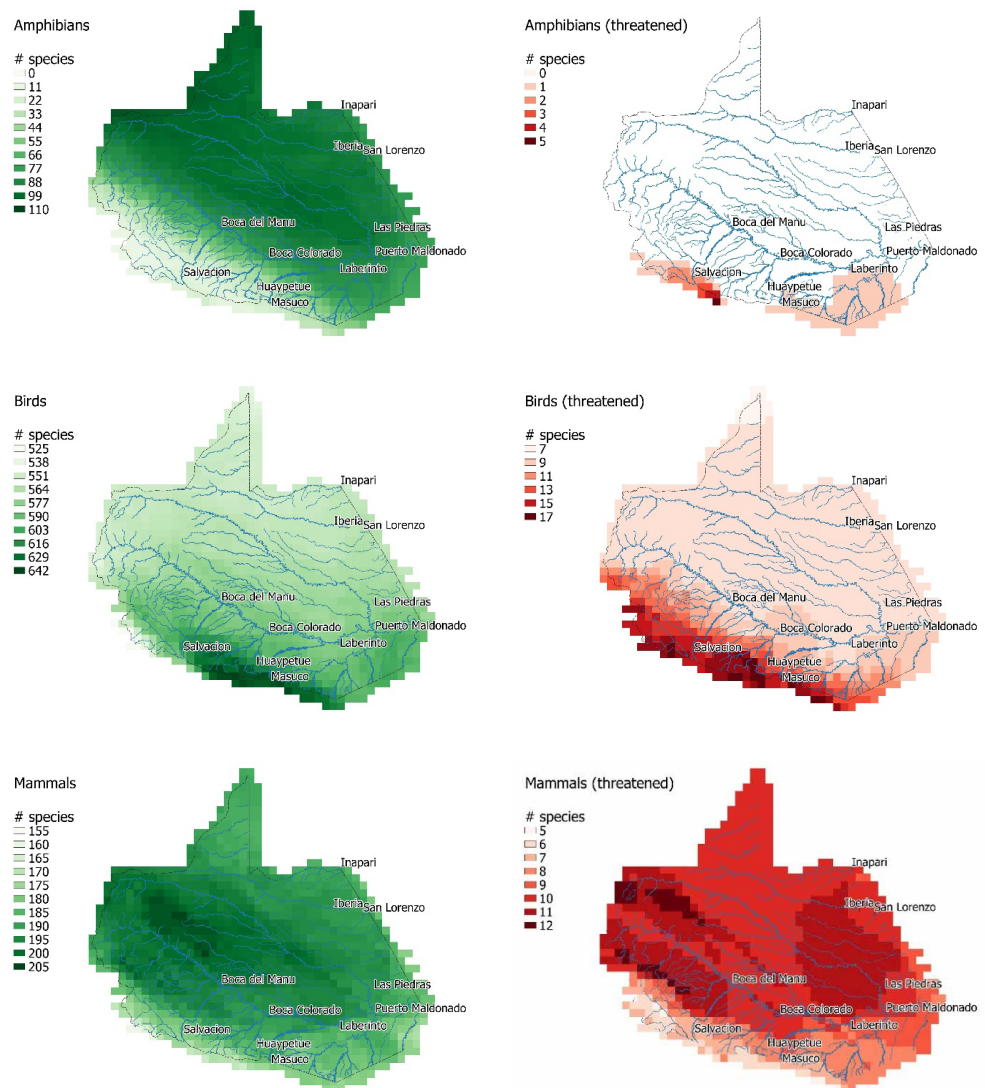 Amphibians
# species
0
11
22
33
44
55
66
77
88
99
110
Inapari
Iberia
San Lorenzo
Boca del Manu
Las Piedras
Boca Colorado
Puerto Maldonado
Salvacion
Laberinto
Huaypetue
Masuco
Amphibians (threatened)
# species
0
1
2
3
4
5
Inapari
Iberia
San Lorenzo
Boca del Manu
Las Piedras
Boca Colorado
Puerto Maldonado
Salvacion
Laberinto
Huaypetue
Masuco
Birds
# species
525
538
551
564
577
590
603
616
629
642
Inapari
Iberia
San Lorenzo
Boca del Manu
Las Piedras
Boca Colorado
Puerto Maldonado
Salvacion
Laberinto
Huaypetue
Masuco
Birds (threatened)
# species
7
9
11
13
15
17
Inapari
Iberia
San Lorenzo
Boca del Manu
Las Piedras
Boca Colorado
Puerto Maldonado
Salvacion
Laberinto
Huaypetue
Masuco
Mammals
# species
155
160
165
170
175
180
185
190
195
200
205
Inapari
Iberia
San Lorenzo
Boca del Manu
Las Piedras
Boca Colorado
Puerto Maldonado
Salvacion
Laberinto
Huaypetue
Masuco
Mammals (threatened)
# species
5
6
7
8
9
10
11
12
Inapari
Iberia
San Lorenzo
Boca del Manu
Las Piedras
Boca Colorado
Puerto Maldonado
Salvacion
Laberinto
Huaypetue
Masuco